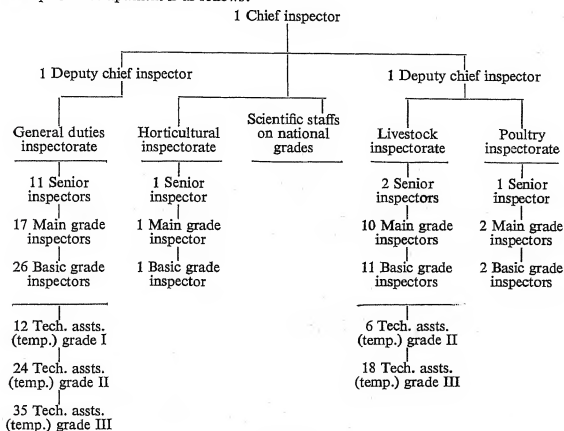 1 Chief inspector
1 Deputy chief inspector
1 Deputy chief inspector
General duties
inspectorate
Horticultural
inspectorate
Scientific staffs
on national
grades
Livestock
inspectorate
Poultry
inspectorate
11 Senior
inspectors
17 Main grade
inspectors
26 Basic grade
inspectors
12 Tech. assts.
(temp.) grade I
24 Tech. assts.
(temp.) grade II
35 Tech. assts.
(temp.) grade III
1 Senior
inspector
1 Main grade
inspector
1 Basic grade
inspector
2 Senior
inspectors
10 Main grade
inspectors
11 Basic grade
inspectors
6 Tech. assts.
(temp.) grade II
18 Tech. assts.
(temp.) grade III
1 Senior
inspector
2 Main grade
inspectors
2 Basic grade
inspectors